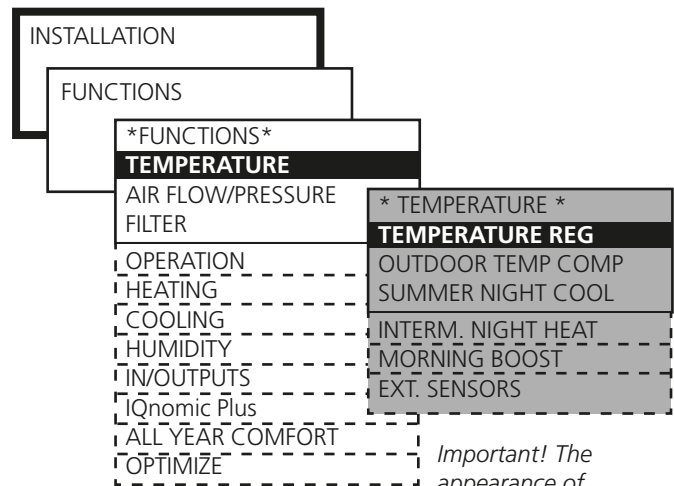 INSTALLATION
FUNCTIONS
*FUNCTIONS*
TEMPERATURE
AIR FLOW/PRESSURE
FILTER
OPERATION
HEATING
COOLING
HUMIDITY
IN/OUTPUTS
IQnomic Plus
ALL YEAR COMFORT
OPTIMIZE
* TEMPERATURE *
TEMPERATURE REG
OUTDOOR TEMP COMP
SUMMER NIGHT COOL
INTERM. NIGHT HEAT
MORNING BOOST
EXT. SENSORS
Important! The
appearance of